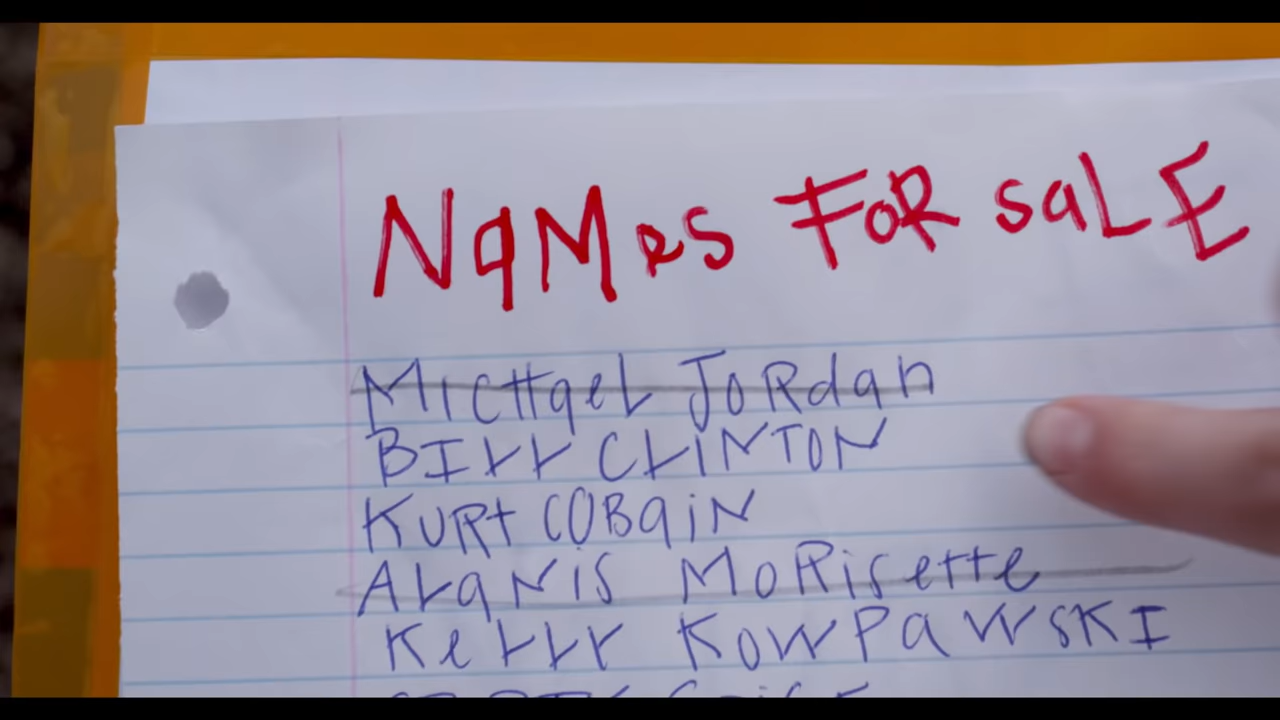 NaMes FoR saLE
MICHaeL JoRdan
BILL CLINTON
KURt COBaiN
ALaNiS MoRisette
KeLLY KOWPaWSKI